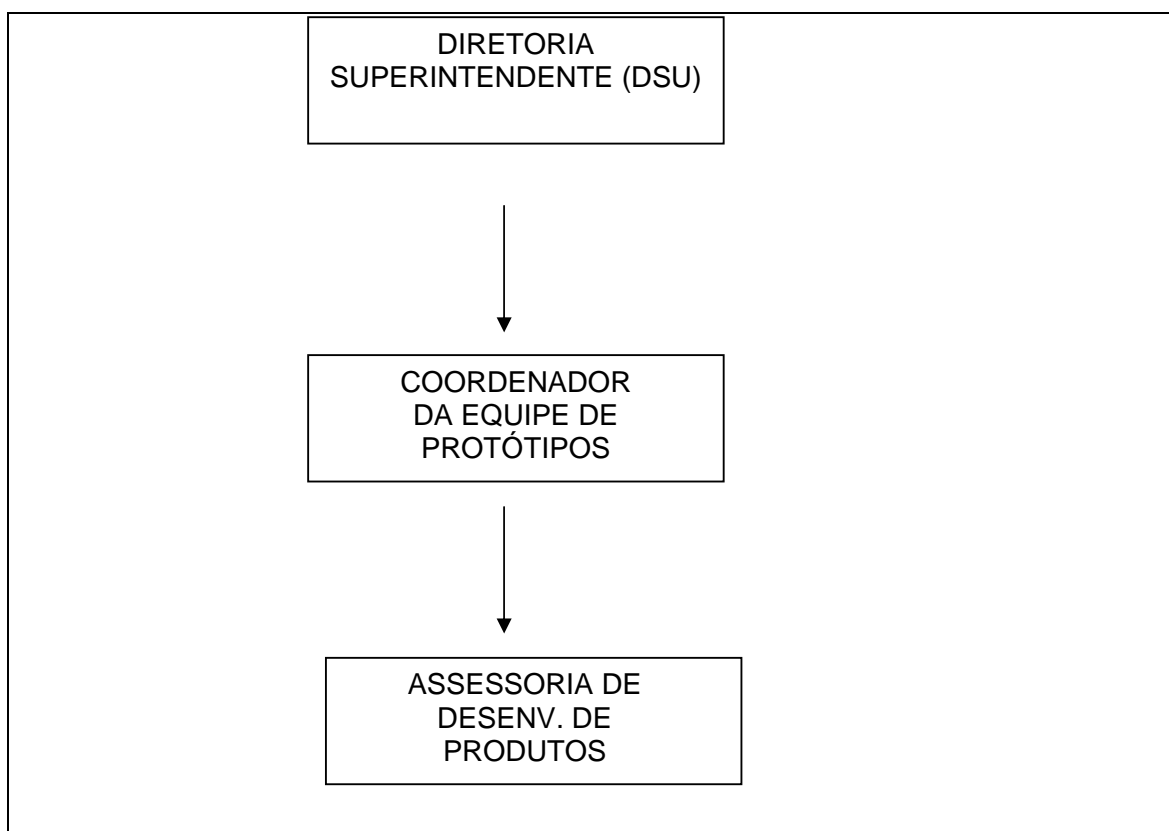 DIRETORIA
SUPERINTENDENTE (DSU)
COORDENADOR
DA EQUIPE DE
PROTÓTIPOS
ASSESSORIA DE
DESENV. DE
PRODUTOS